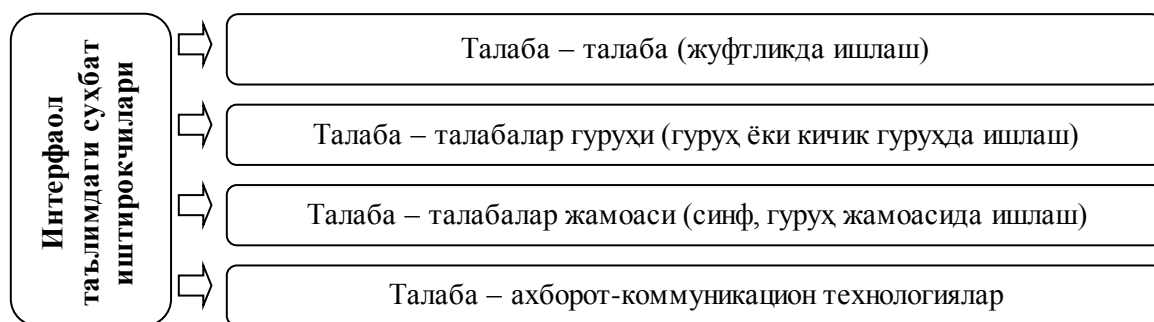 Интерфаол
таълимдаги суҳбат
иштирокчилари
Талаба – талаба (жуфтликда ишлаш)
Талаба – талабалар гуруҳи (гуруҳ ёки кичик гуруҳда ишлаш)
Талаба – талабалар жамоаси (синф, гуруҳ жамоасида ишлаш)
Талаба – ахборот-коммуникацион технологиялар